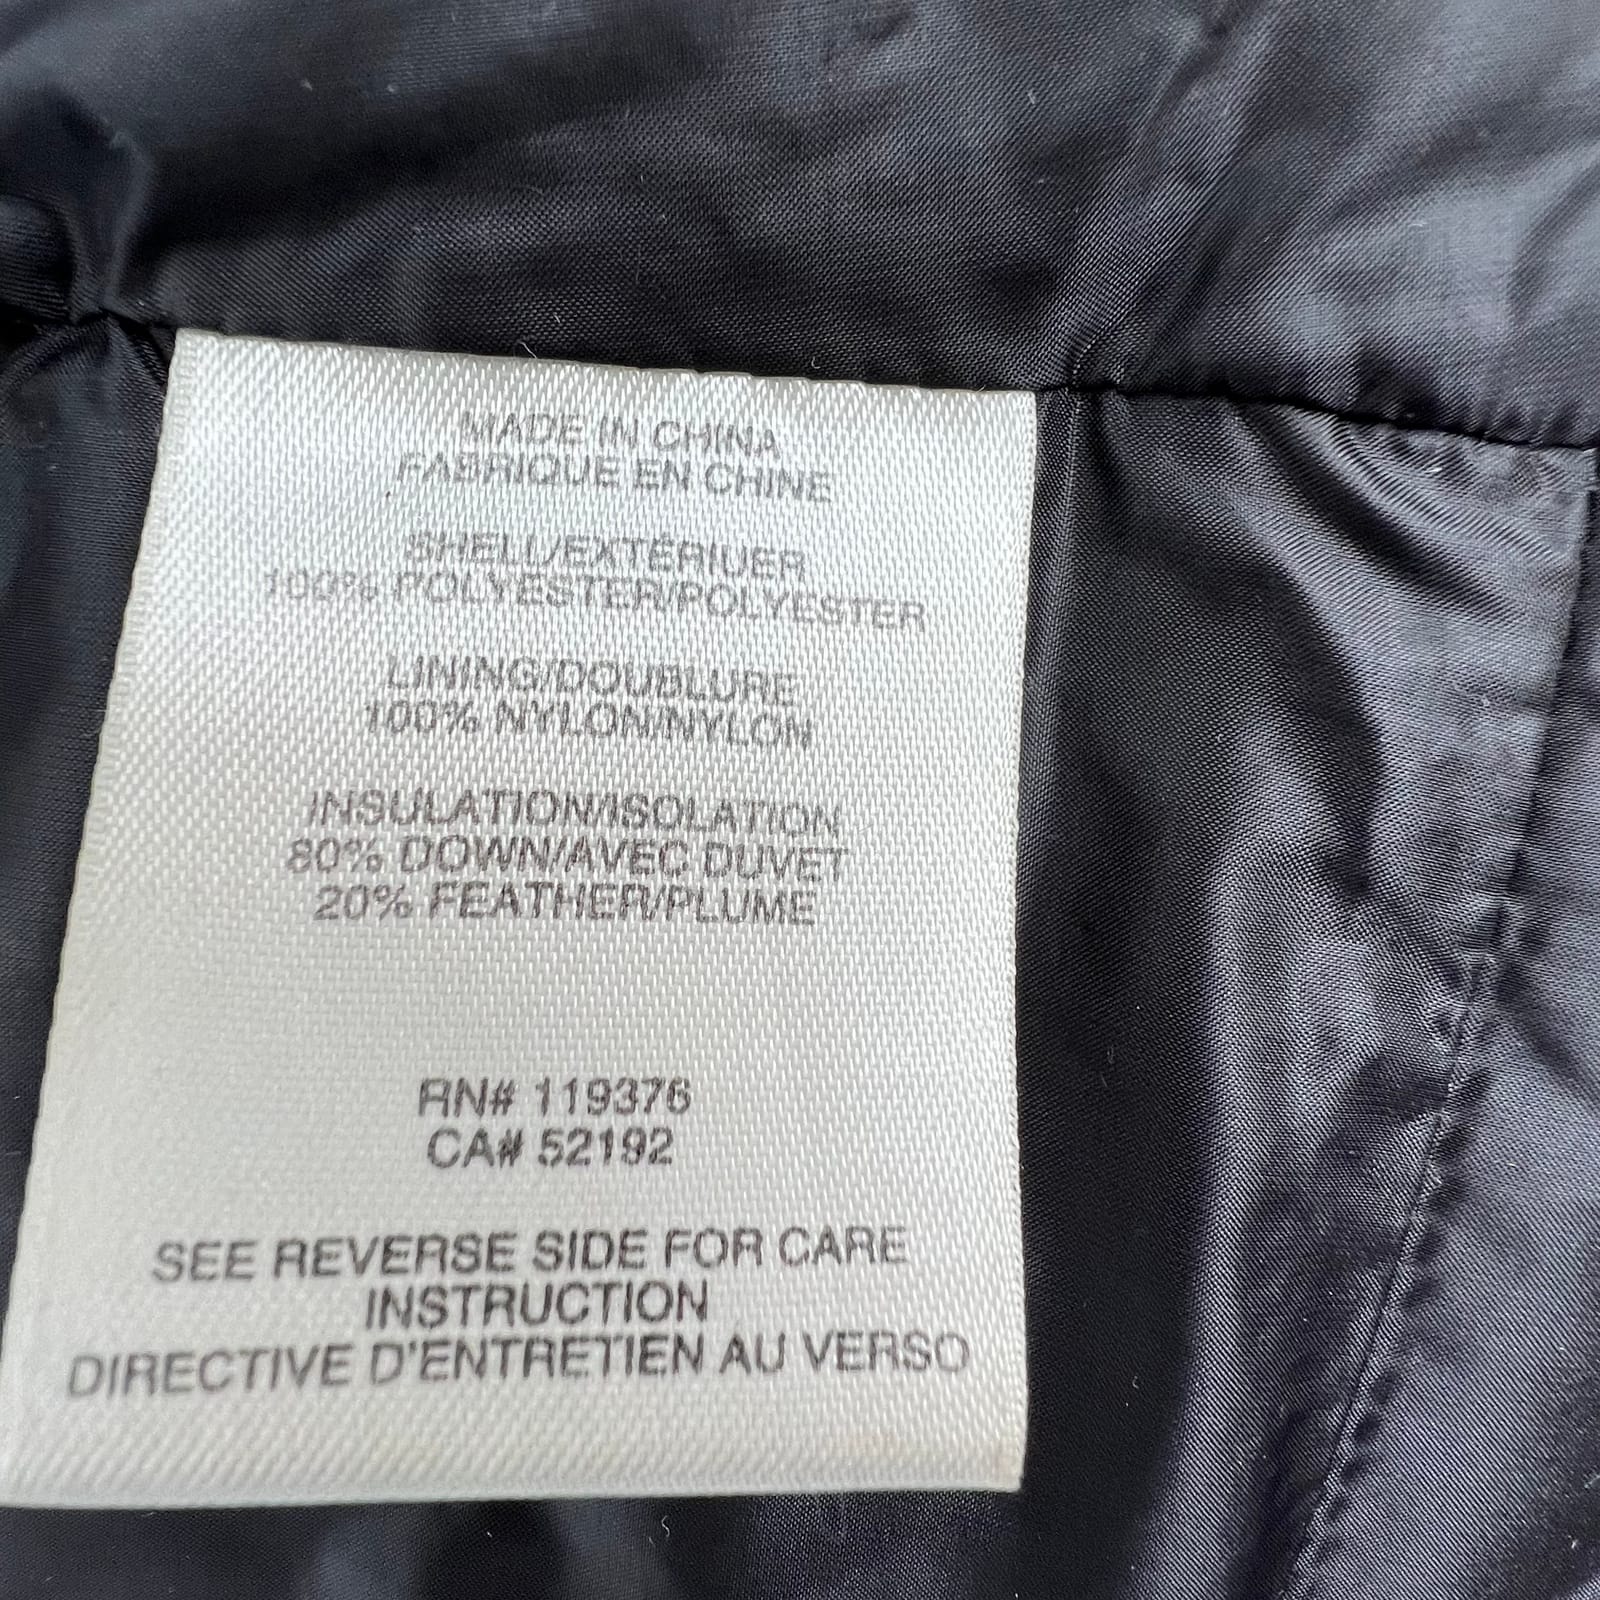 MADE IN CHINA
FABRIQUE EN CHINE
SHELL/EXTÉRIUER
100% POLYESTER/POLYESTER
LINING/DOUBLURE
100% NYLON/NYLON
INSULATION/ISOLATION
80% DOWN/AVEC DUVET
20% FEATHER/PLUME
RN# 119376
CA# 52192
SEE REVERSE SIDE FOR CARE
INSTRUCTION
DIRECTIVE D'ENTRETIEN AU VERSO